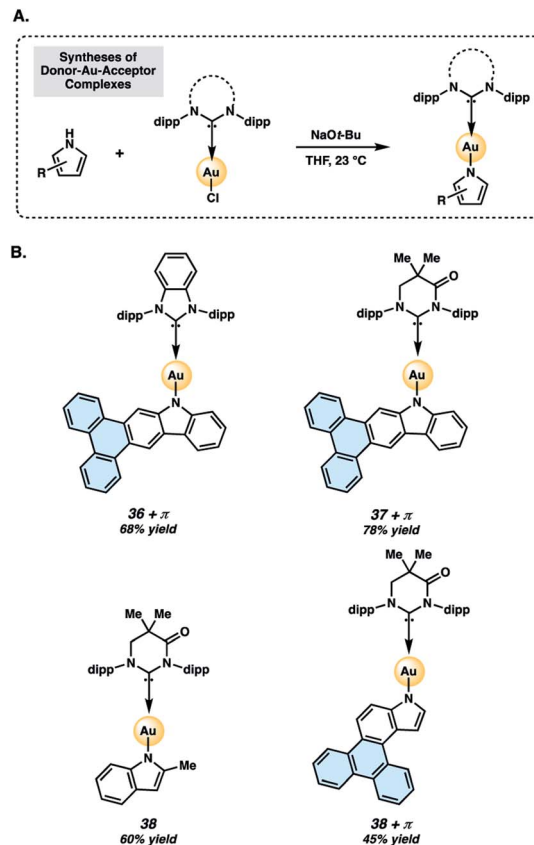 A.
Syntheses of
Donor-Au-Acceptor
Complexes
H
N
R
+
N N
dipp dipp
Au
Cl
NaOt-Bu
THF, 23 °C
N N
dipp dipp
Au
N
R
B.
N N
dipp dipp
Au
N
36 + π
68% yield
Me Me
O
N N
dipp dipp
Au
N
37 + π
78% yield
Me Me
O
N N
dipp dipp
Au
N
Me
38
60% yield
Me Me
O
N N
dipp dipp
Au
N
38 + π
45% yield